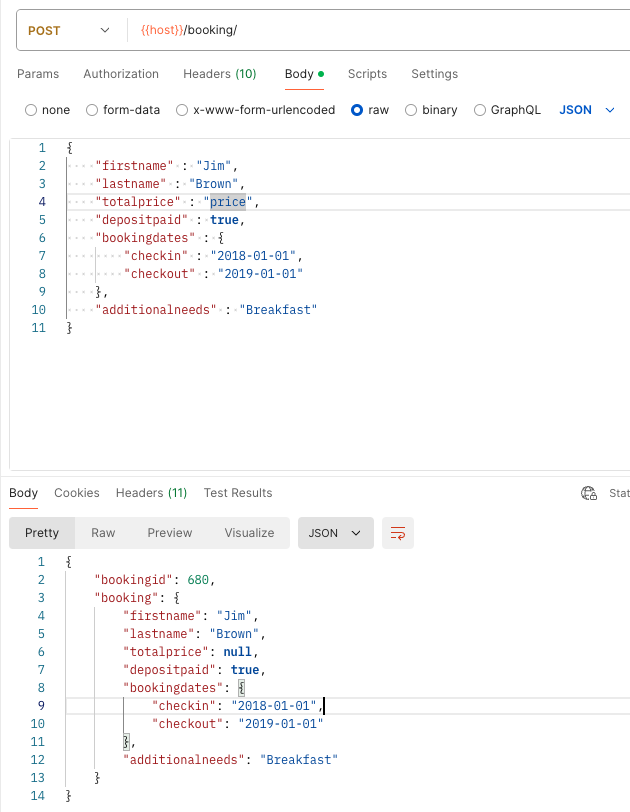 POST {{host}}/booking/
Params Authorization Headers (10) Body Scripts Settings
none form-data x-www-form-urlencoded raw binary GraphQL JSON
1 {
2 "firstname" : "Jim",
3 "lastname" : "Brown",
4 "totalprice" : "price",
5 "depositpaid" : true,
6 "bookingdates" : {
7 "checkin" : "2018-01-01",
8 "checkout" : "2019-01-01"
9 },
10 "additionalneeds" : "Breakfast"
11 }
Body Cookies Headers (11) Test Results Stat
Pretty Raw Preview Visualize JSON
1 {
2 "bookingid": 680,
3 "booking": {
4 "firstname": "Jim",
5 "lastname": "Brown",
6 "totalprice": null,
7 "depositpaid": true,
8 "bookingdates": {
9 "checkin": "2018-01-01",
10 "checkout": "2019-01-01"
11 },
12 "additionalneeds": "Breakfast"
13 }
14 }